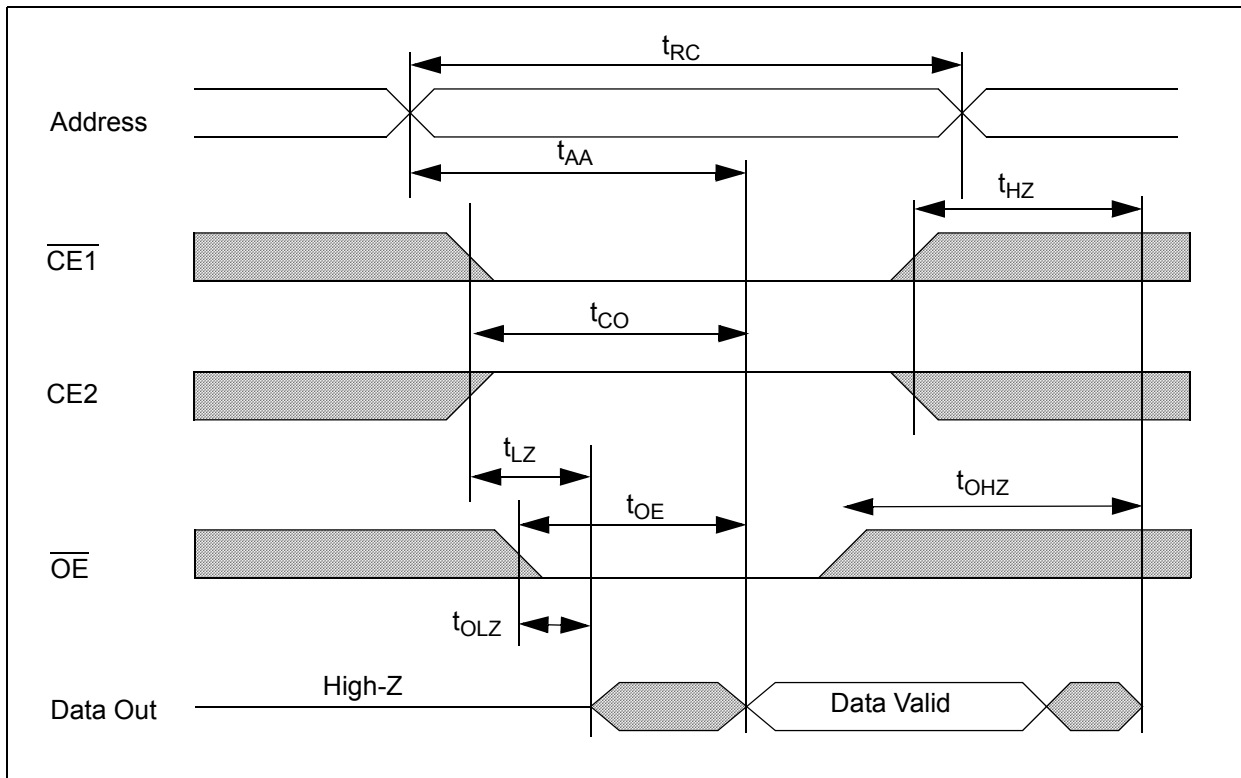 tRC
Address
tAA
tHZ
CE1
tCO
CE2
tLZ
tOHZ
tOE
OE
tOLZ
High-Z
Data Out
Data Valid